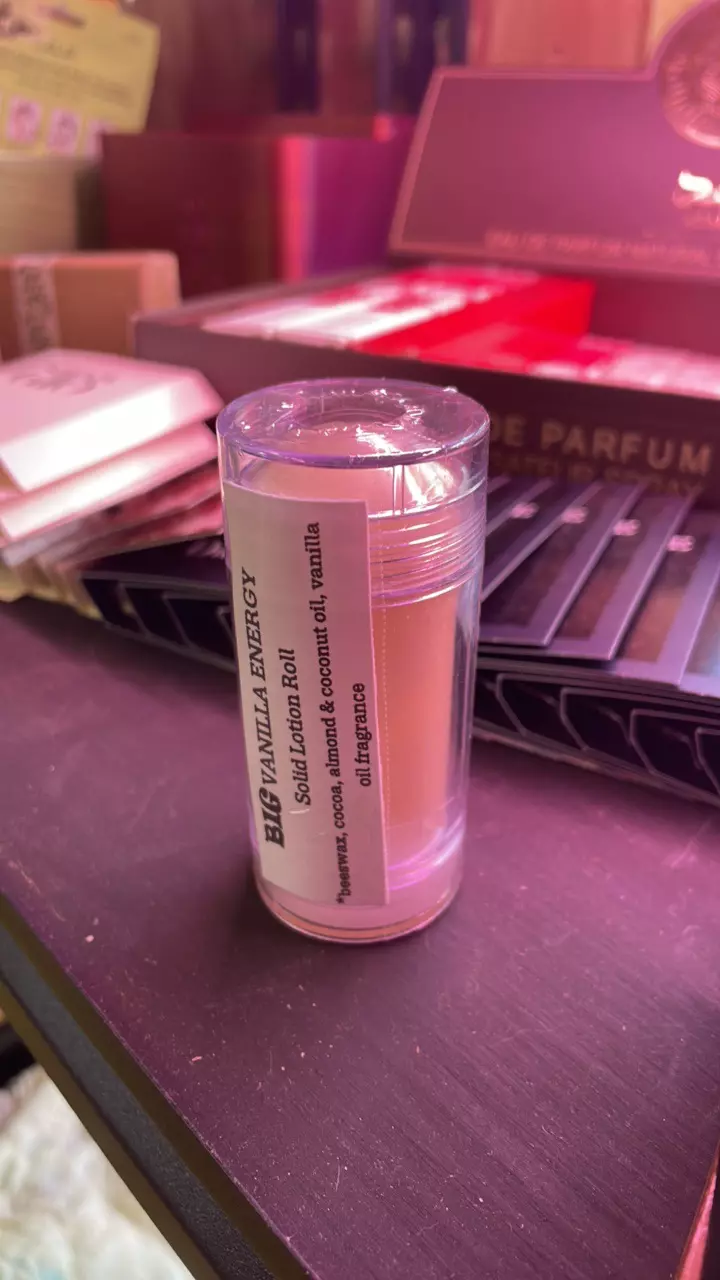 BIG VANILLA ENERGY
Solid Lotion Roll
*beeswax, cocoa, almond & coconut oil, vanilla
oil fragrance
DE PARFUM